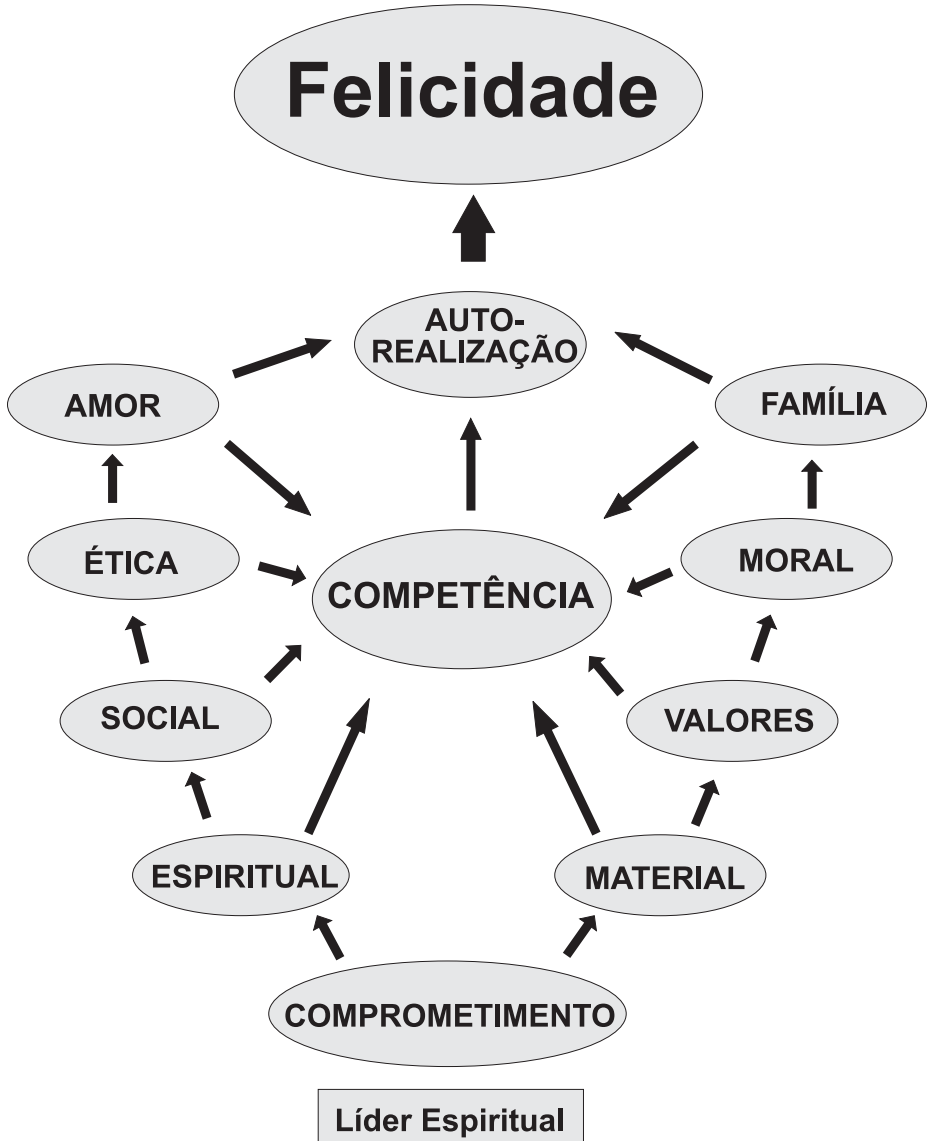 Felicidade
AUTO-
REALIZAÇÃO
AMOR
FAMÍLIA
ÉTICA
MORAL
COMPETÊNCIA
SOCIAL
VALORES
ESPIRITUAL
MATERIAL
COMPROMETIMENTO
Líder Espiritual